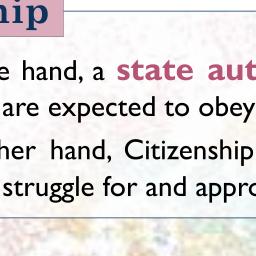 hip
e hand, a state aut
are expected to obey
her hand, Citizenship
struggle for and appro